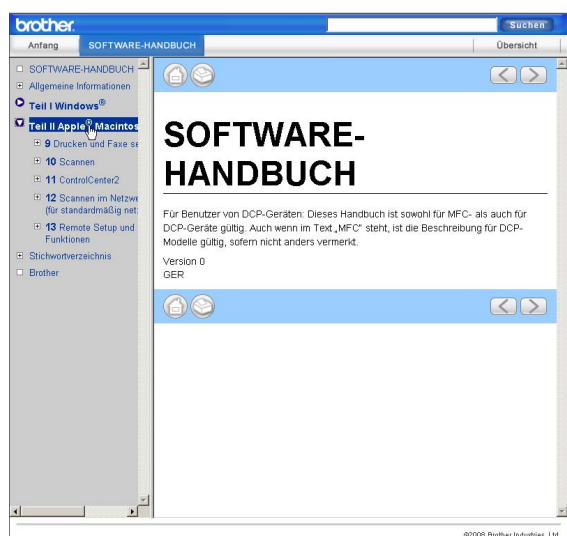 brother.
Suchen
Anfang
SOFTWARE-HANDBUCH
Übersicht
SOFTWARE-HANDBUCH
Allgemeine Informationen
Teil I Windows®
Teil II Apple® Macintos
9 Drucken und Faxe se
10 Scannen
11 ControlCenter2
12 Scannen im Netzwe
(für standardmäßig net:
13 Remote Setup und
Funktionen
Stichwortverzeichnis
Brother
SOFTWARE-
HANDBUCH
Für Benutzer von DCP-Geräten: Dieses Handbuch ist sowohl für MFC- als auch für
DCP-Geräte gültig. Auch wenn im Text „MFC" steht, ist die Beschreibung für DCP-
Modelle gültig, sofern nicht anders vermerkt.
Version 0
GER
©2008 Brother Industries, Ltd.